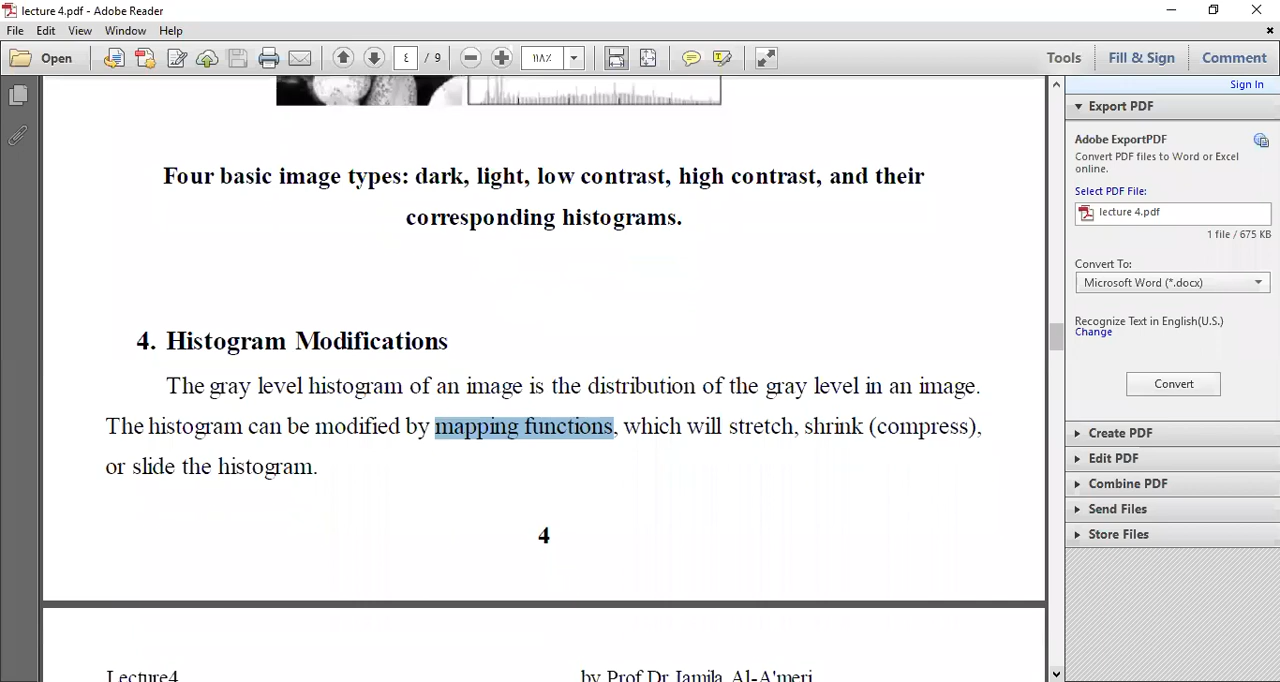 lecture 4.pdf - Adobe Reader
File Edit View Window Help
Open
٤ / 9
١١٨٪
Tools
Fill & Sign
Comment
Sign In
Export PDF
Adobe ExportPDF
Convert PDF files to Word or Excel
online.
Select PDF File:
lecture 4.pdf
1 file / 675 KB
Convert To:
Microsoft Word (*.docx)
Recognize Text in English(U.S.)
Change
Convert
Create PDF
Edit PDF
Combine PDF
Send Files
Store Files
Four basic image types: dark, light, low contrast, high contrast, and their
corresponding histograms.
4. Histogram Modifications
The gray level histogram of an image is the distribution of the gray level in an image.
The histogram can be modified by mapping functions, which will stretch, shrink (compress),
or slide the histogram.
4
Lecture4
by Prof Dr Jamila Al-A'meri